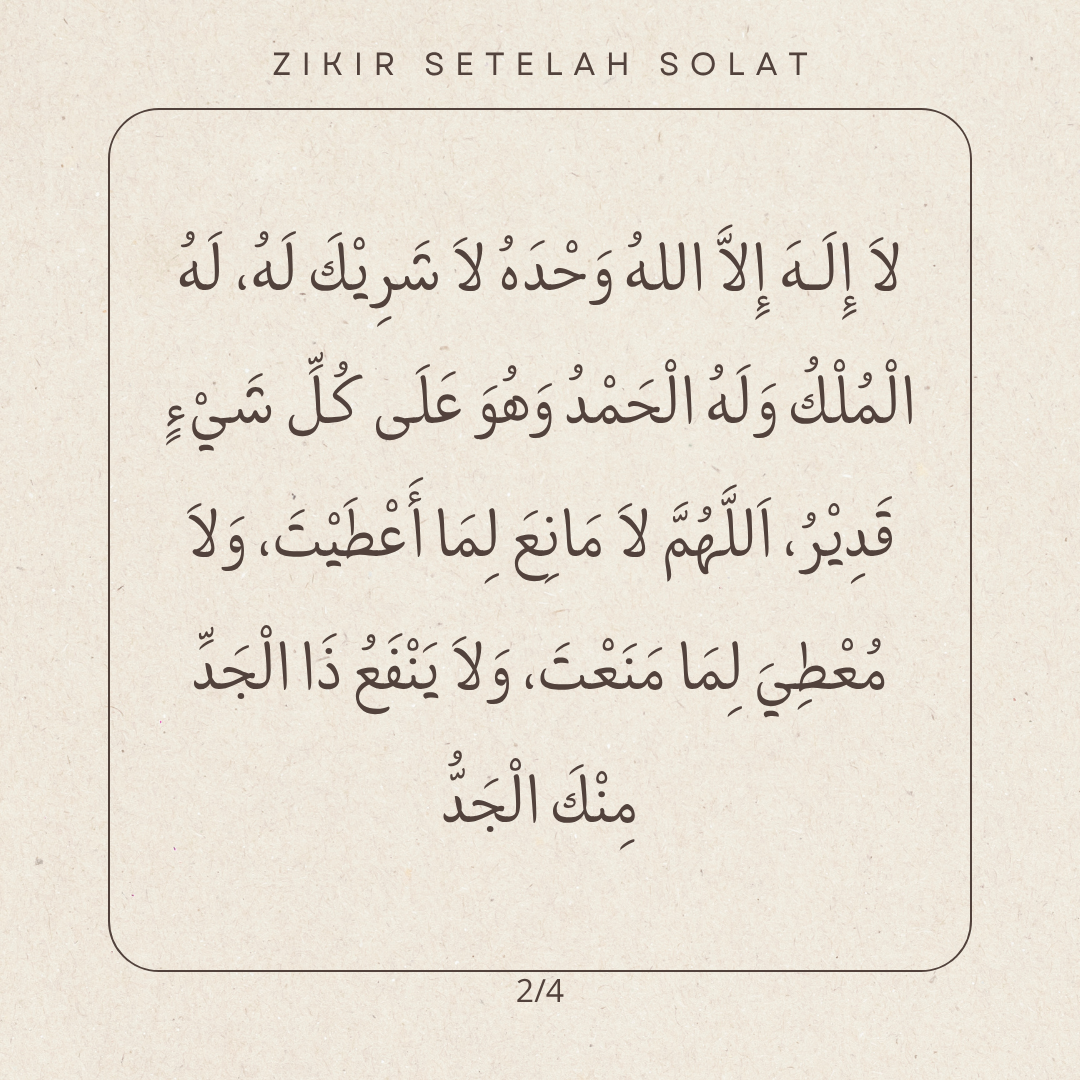 ZIKIR SETELAH SOLAT
لاَ إِلَـهَ إِلاَّ اللهُ وَحْدَهُ لاَ شَرِيْكَ لَهُ، لَهُ
الْمُلْكُ وَلَهُ الْحَمْدُ وَهُوَ عَلَى كُلِّ شَيْءٍ
قَدِيْرُ، اَللَّهُمَّ لاَ مَانِعَ لِمَا أَعْطَيْتَ، وَلاَ
مُعْطِيَ لِمَا مَنَعْتَ، وَلاَ يَنْفَعُ ذَا الْجَدِّ
مِنْكَ الْجَدُّ
2/4